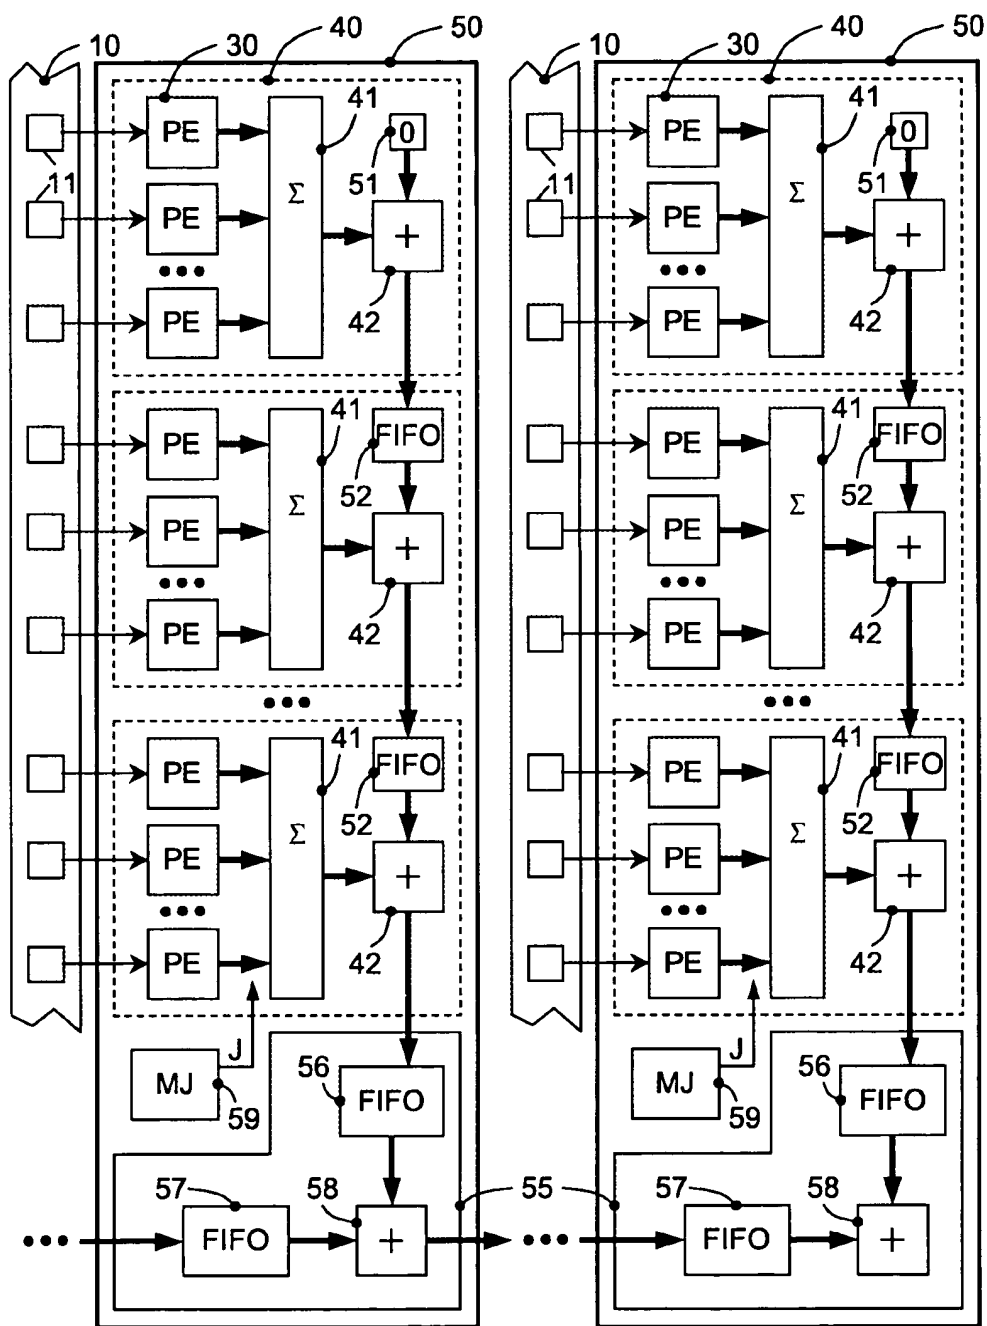 10 30 40 50 10 30 40 50
PE 41 0 PE 41 0
11 51 11 51
PE Σ + PE Σ +
••• •••
PE 42 PE 42
PE 41 FIFO PE 41 FIFO
52 52
PE Σ + PE Σ +
••• •••
PE 42 PE 42
••• •••
PE 41 FIFO PE 41 FIFO
52 52
PE Σ + PE Σ +
••• •••
PE 42 PE 42
J 56 J 56
MJ FIFO MJ FIFO
59 59
57 58 55 57 58
••• FIFO + ••• FIFO +